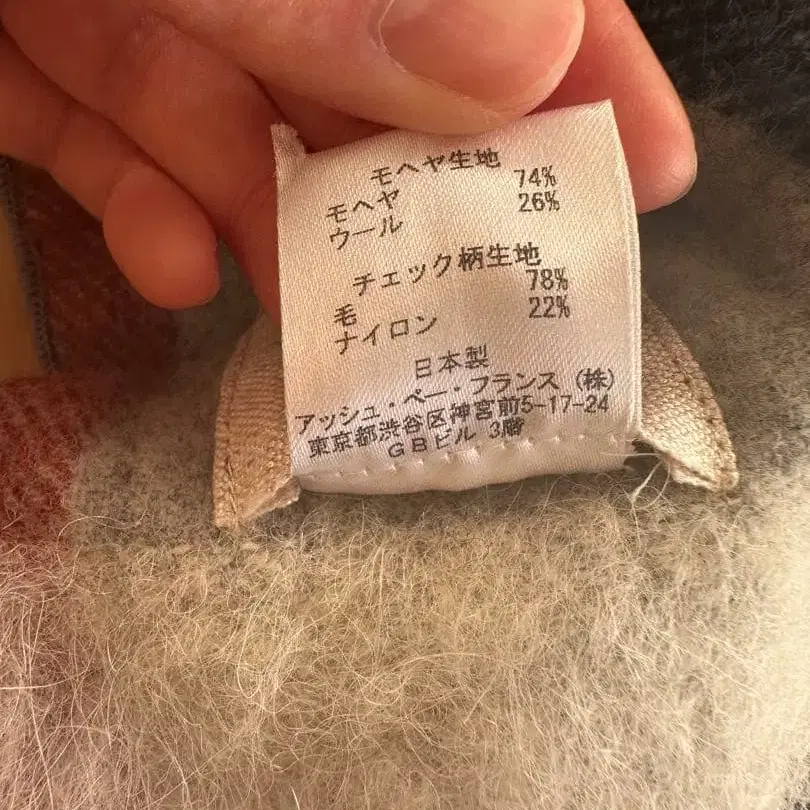 モヘヤ生地
モヘヤ 74%
ウール 26%
チェック柄生地
毛 78%
ナイロン 22%
日本製
アッシュ・ペー・フランス(株)
東京都渋谷区神宮前5-17-24
GBビル 3階